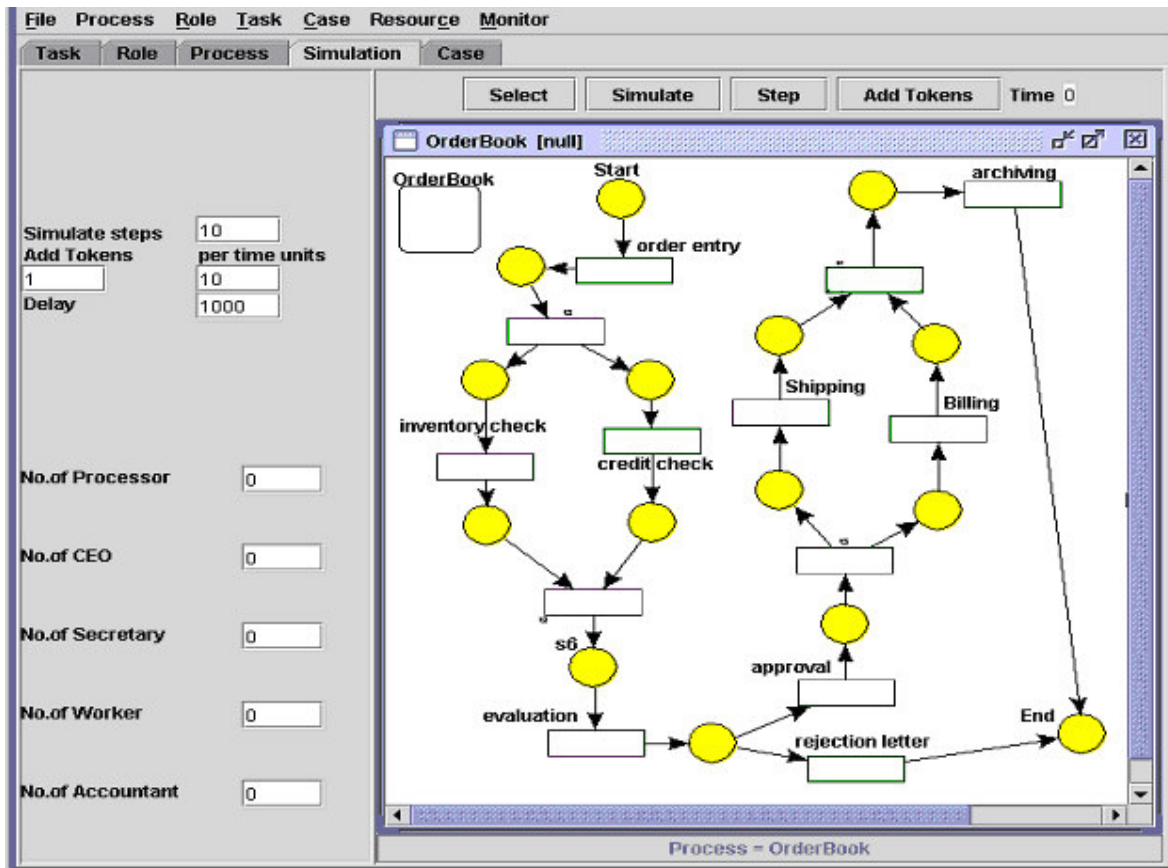 File Process Role Task Case Resource Monitor
Task Role Process Simulation Case
Select Simulate Step Add Tokens Time 0
Simulate steps 10
Add Tokens per time units
1 10
Delay 1000
No.of Processor 0
No.of CEO 0
No.of Secretary 0
No.of Worker 0
No.of Accountant 0
OrderBook [null]
OrderBook
Start
order entry
inventory check
credit check
s6
evaluation
archiving
Shipping
Billing
approval
rejection letter
End
Process = OrderBook